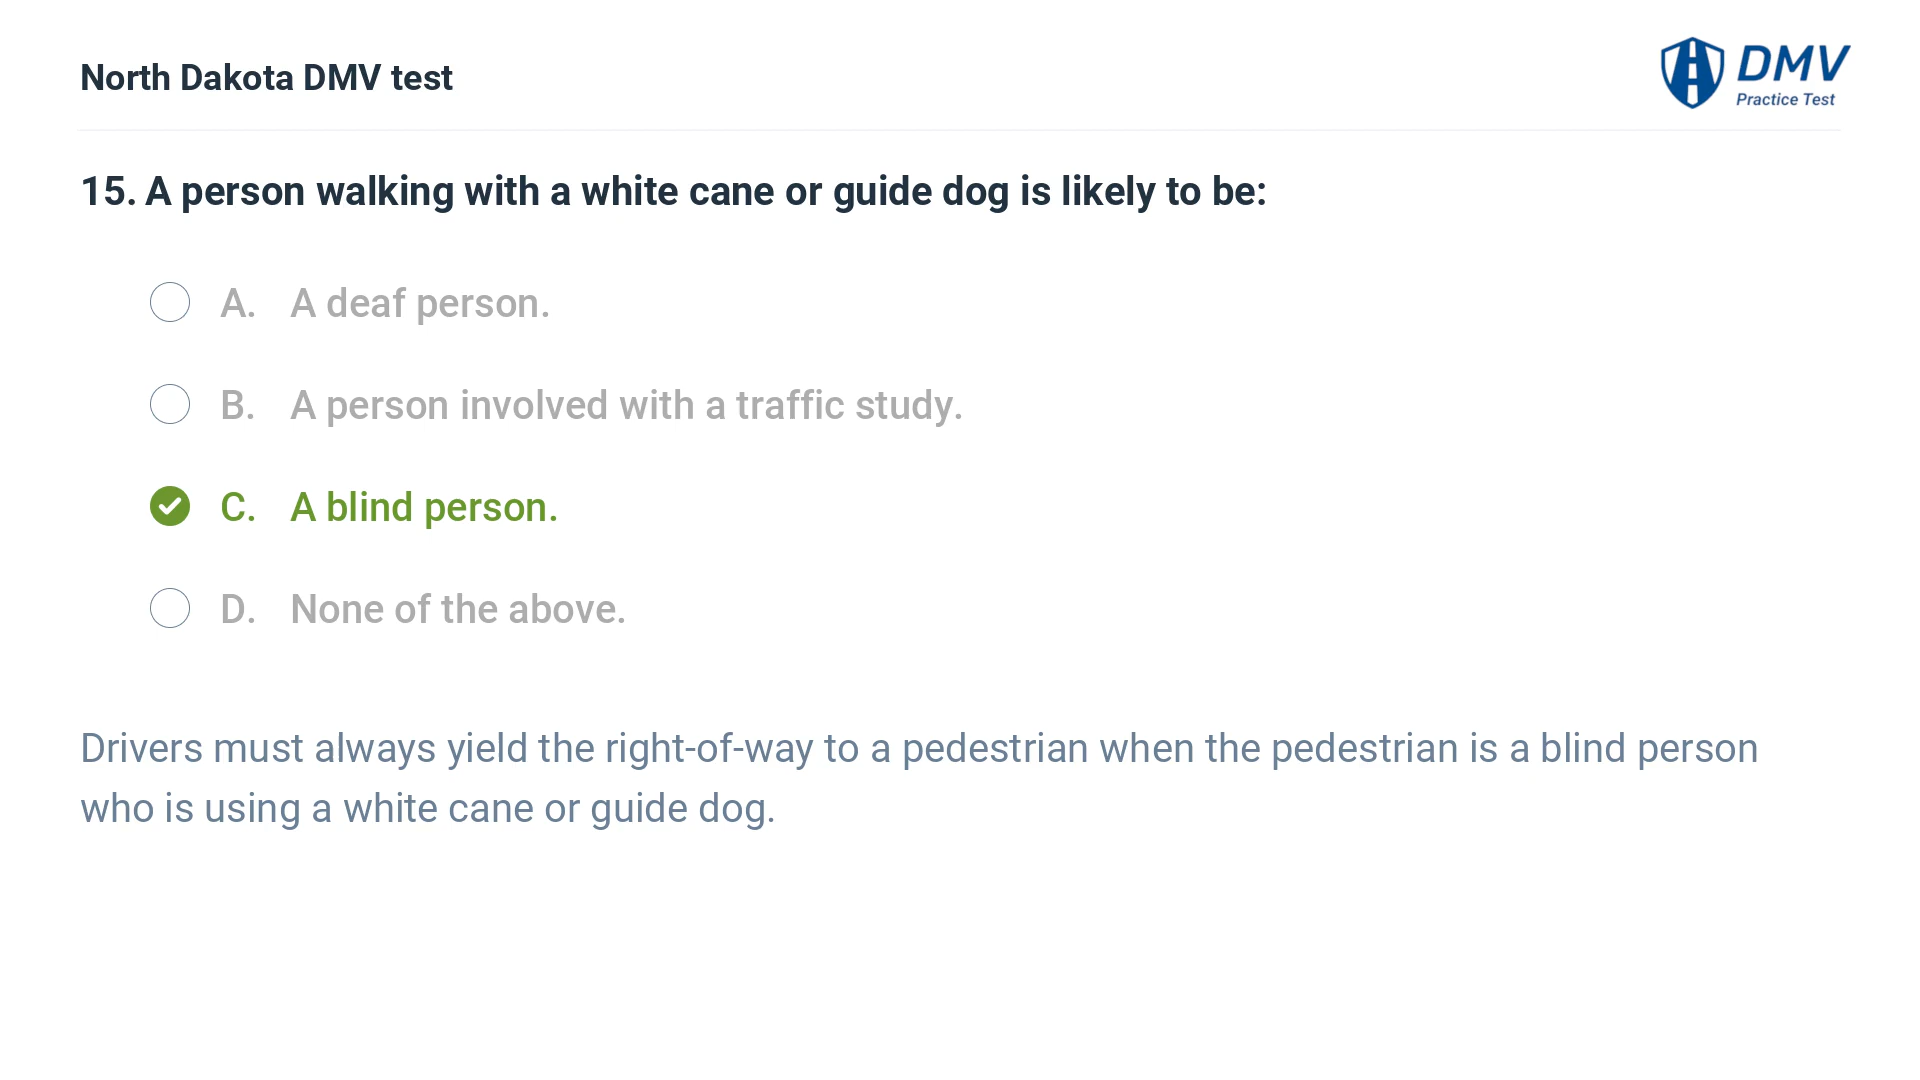 North Dakota DMV test
DMV
Practice Test
15. A person walking with a white cane or guide dog is likely to be:
A. A deaf person.
B. A person involved with a traffic study.
C. A blind person.
D. None of the above.
Drivers must always yield the right-of-way to a pedestrian when the pedestrian is a blind person
who is using a white cane or guide dog.